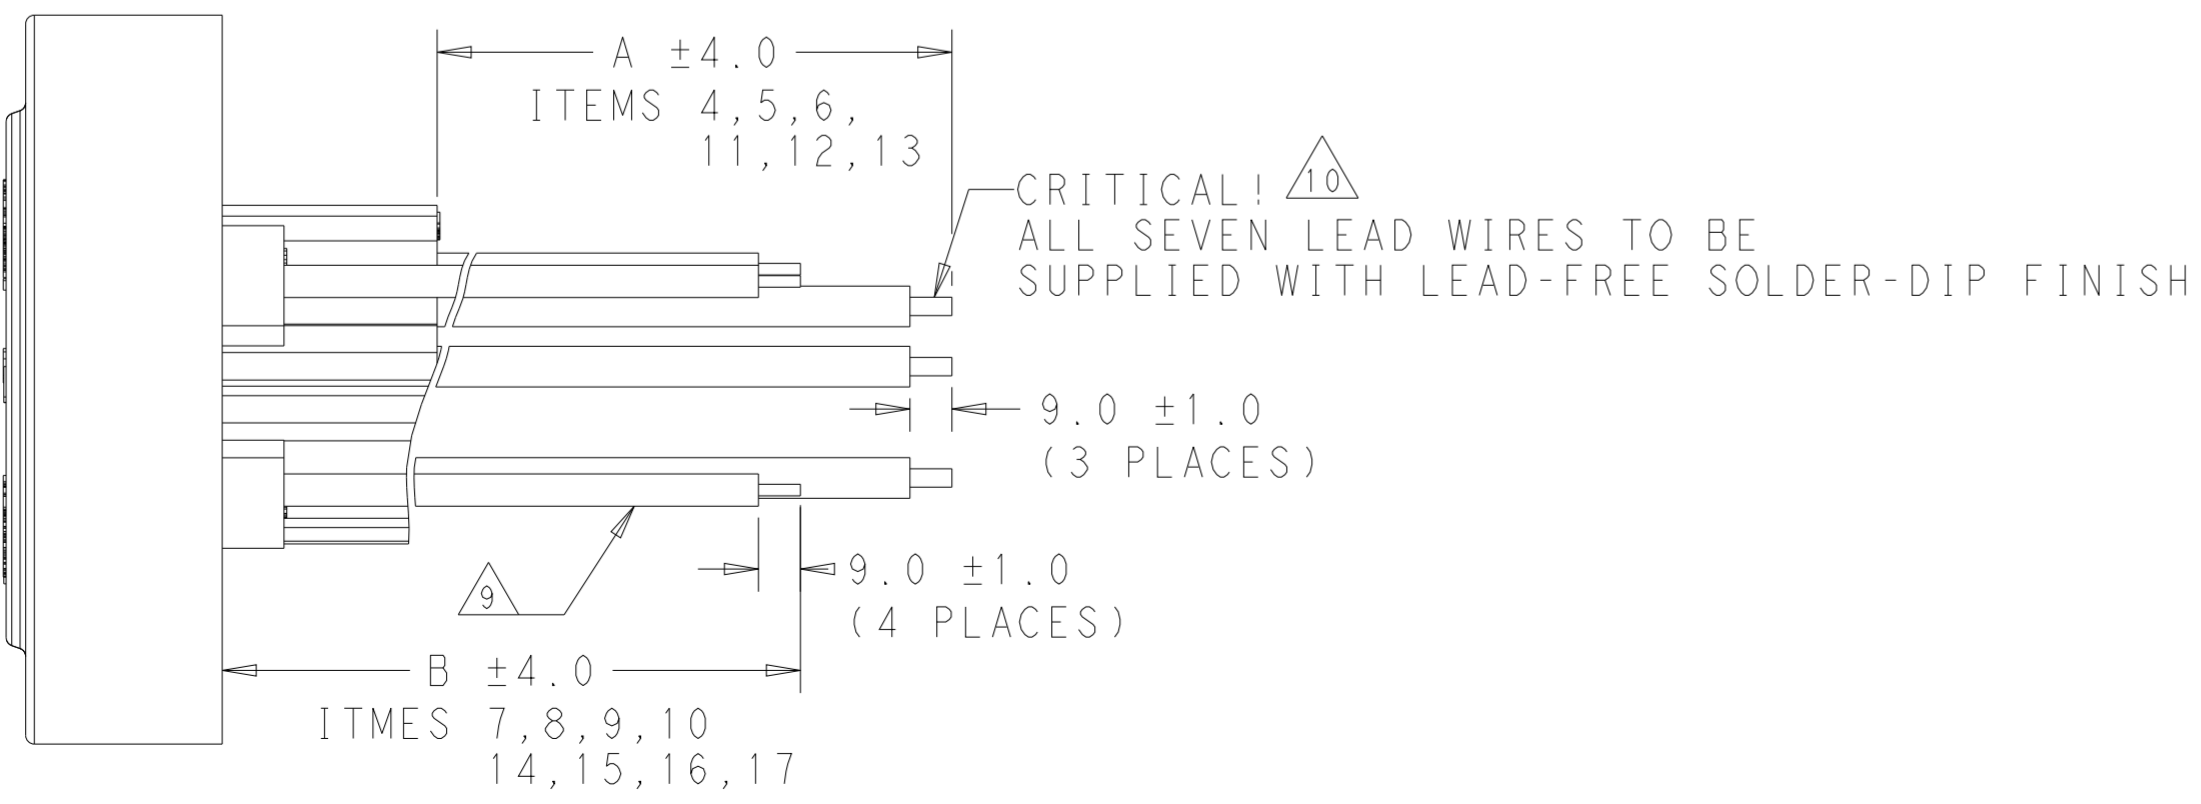 A ±4.0
ITEMS 4,5,6,
11,12,13
CRITICAL! 10
ALL SEVEN LEAD WIRES TO BE
SUPPLIED WITH LEAD-FREE SOLDER-DIP FINISH
9.0 ±1.0
(3 PLACES)
9.0 ±1.0
(4 PLACES)
9
B ±4.0
ITMES 7,8,9,10
14,15,16,17